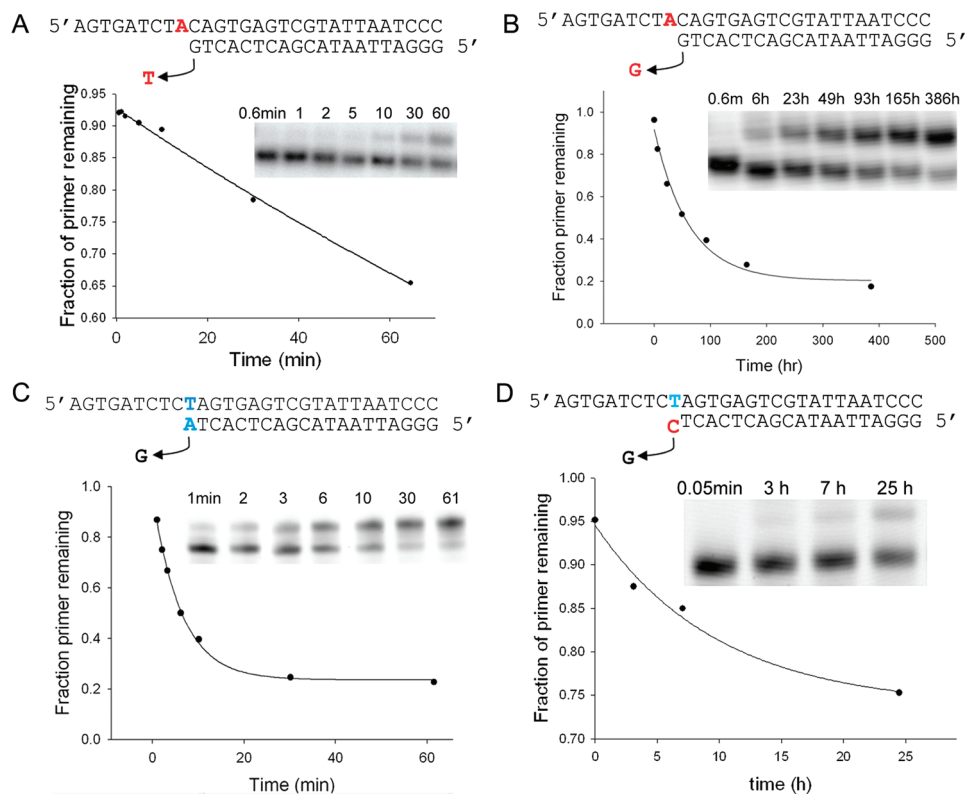 A
5' AGTGATCTACAGTGAGTCGTATTAATCCC
GTCACTCAGCATAATTAGGG 5'
T
Fraction of primer remaining
0.95
0.90
0.85
0.75
0.65
0.60
0.6min 1 2 5 10 30 60
0 20 40 60
Time (min)
B
5' AGTGATCTACAGTGAGTCGTATTAATCCC
GTCACTCAGCATAATTAGGG 5'
G
Fraction primer remaining
1.0
0.8
0.6
0.4
0.2
0.0
0.6m 6h 23h 49h 93h 165h 386h
0 100 200 300 400 500
Time (hr)
C
5' AGTGATCTCTAGTGAGTCGTATTAATCCC
ATCACTCAGCATAATTAGGG 5'
G
Fraction primer remaining
1.0
0.8
0.6
0.4
0.2
0.0
1min 2 3 6 10 30 61
0 20 40 60
Time (min)
D
5' AGTGATCTCTAGTGAGTCGTATTAATCCC
CTCACTCAGCATAATTAGGG 5'
G
Fraction of primer remaining
1.00
0.95
0.90
0.85
0.75
0.70
0.05min 3 h 7 h 25 h
0 5 10 15 20 25
time (h)